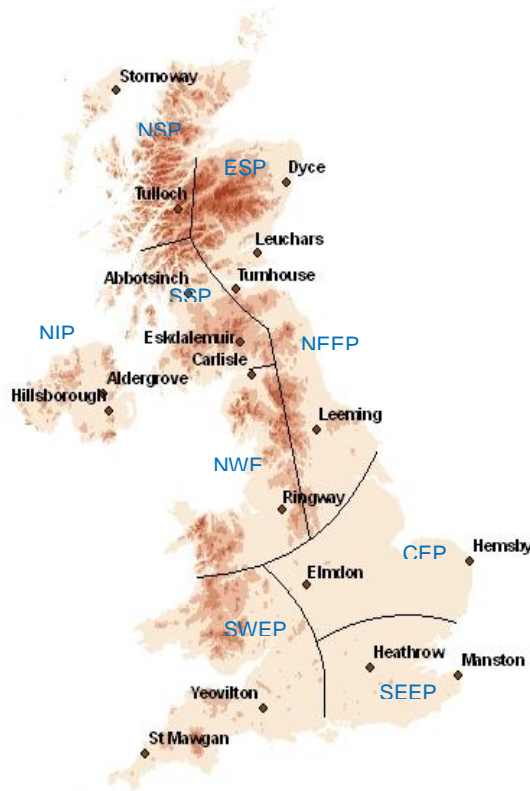 Stornoway
NSP
ESP
Dyce
Tulloch
Leuchars
Abbotsinch
Turnhouse
SSP
NIP
Eskdalemuir
NEEP
Carlisle
Aldergrove
Hillsborough
Leeming
NWE
Ringway
CEP
Hemsby
Elmdon
SWEP
Heathrow
Manston
SEEP
Yeovilton
St Mawgan